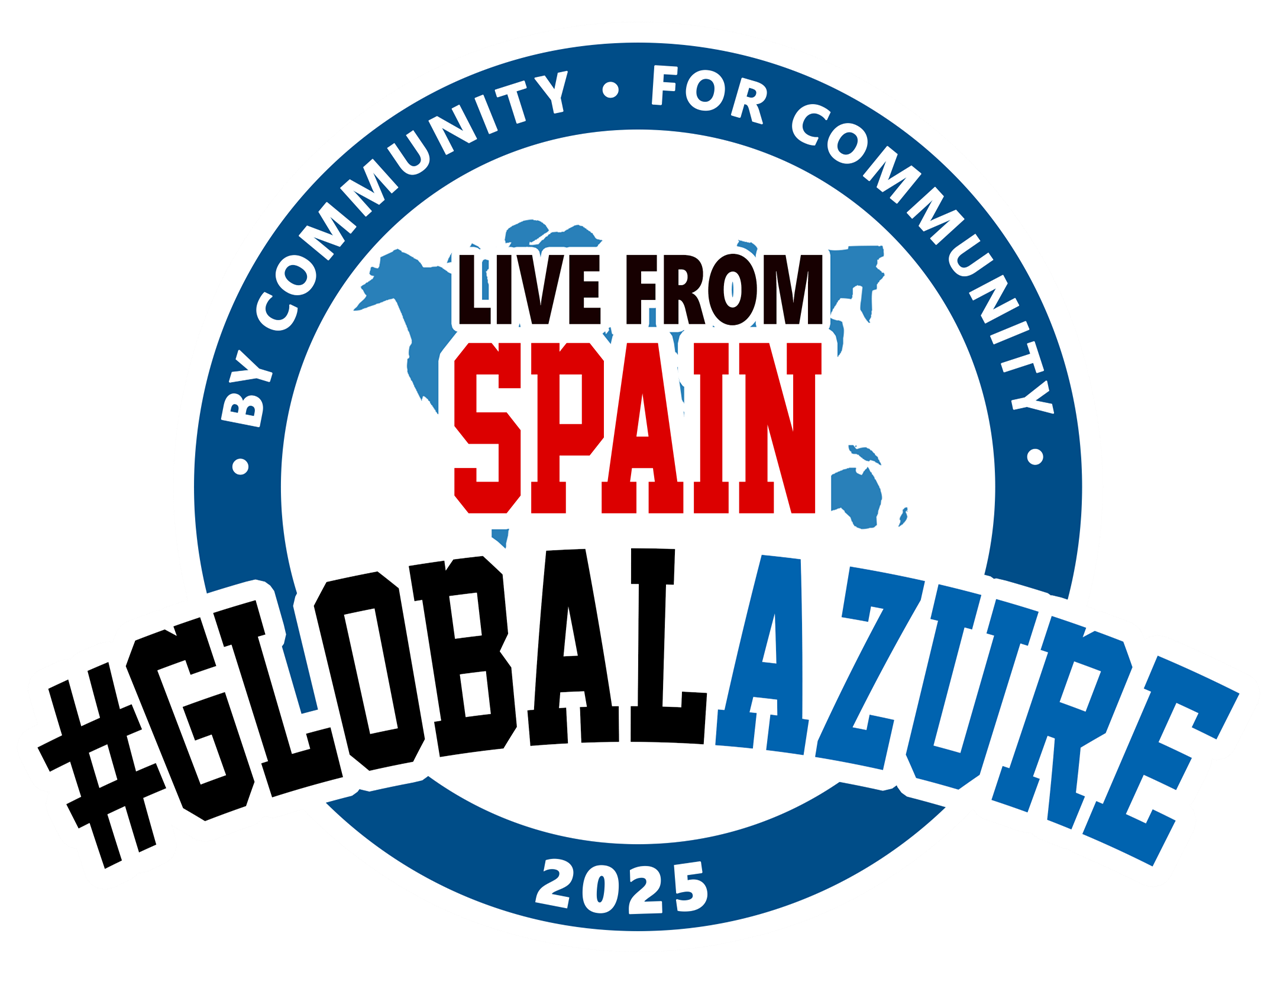 • BY COMMUNITY • FOR COMMUNITY •
LIVE FROM
SPAIN
#GLOBALAZURE
2025